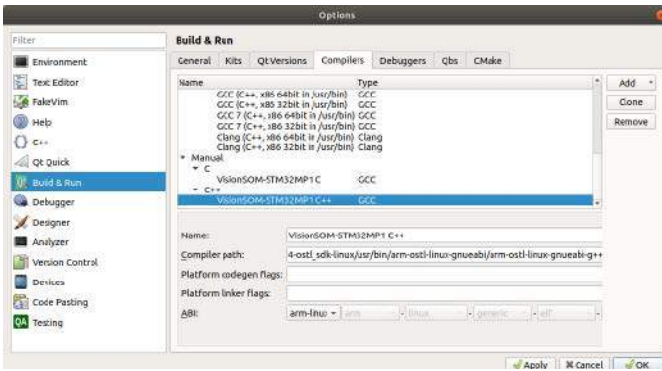 Options
Filter
Build & Run
Environment
Text Editor
FakeVim
Help
C++
Qt Quick
Build & Run
Debugger
Designer
Analyzer
Version Control
Devices
Code Pasting
Testing
General Kits Qt Versions Compilers Debuggers Qbs CMake
Name Type
GCC (C++, x86 64bit in /usr/bin) GCC
GCC (C++, x86 32bit in /usr/bin) GCC
GCC 7 (C++, x86 64bit in /usr/bin) GCC
GCC 7 (C++, x86 32bit in /usr/bin) GCC
Clang (C++, x86 64bit in /usr/bin) Clang
Clang (C++, x86 32bit in /usr/bin) Clang
Manual
C
VisionSOM-STM32MP1 C GCC
C++
VisionSOM-STM32MP1 C++ GCC
Add
Clone
Remove
Name: VisionSOM-STM32MP1 C++
Compiler path: 4-ostl_sdk-linux/usr/bin/arm-ostl-linux-gnueabi/arm-ostl-linux-gnueabi-g++
Platform codegen flags:
Platform linker flags:
ABI: arm-linux arm linux generic elf
Apply Cancel OK